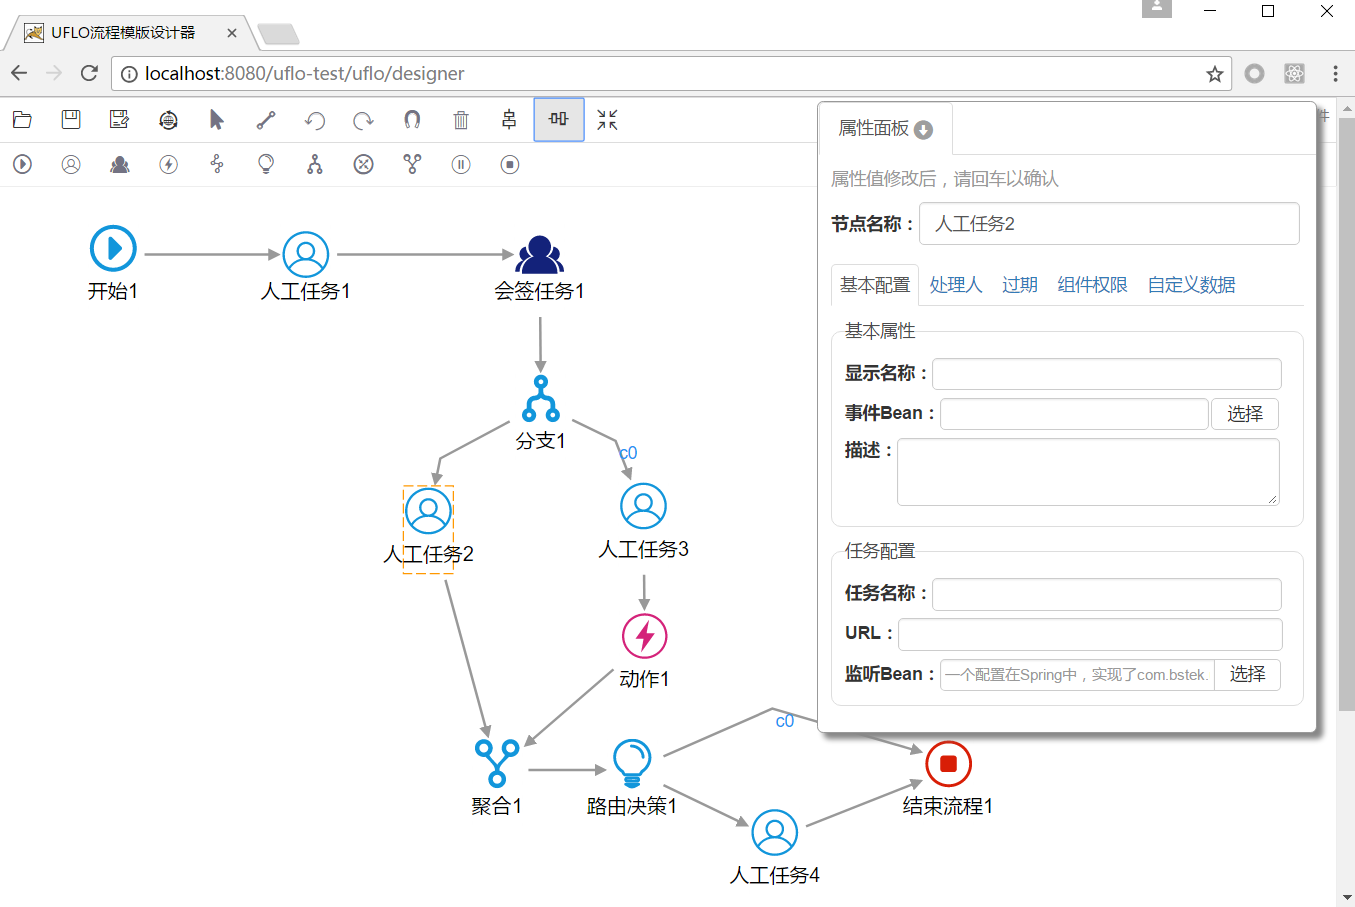 UFLO流程模版设计器
localhost:8080/uflo-test/uflo/designer
件
属性面板
属性值修改后，请回车以确认
节点名称： 人工任务2
基本配置 处理人 过期 组件权限 自定义数据
基本属性
显示名称：
事件Bean： 选择
描述：
任务配置
任务名称：
URL：
监听Bean： 一个配置在Spring中，实现了com.bstek. 选择
开始1
人工任务1
会签任务1
分支1
c0
人工任务2
人工任务3
动作1
c0
聚合1
路由决策1
结束流程1
人工任务4